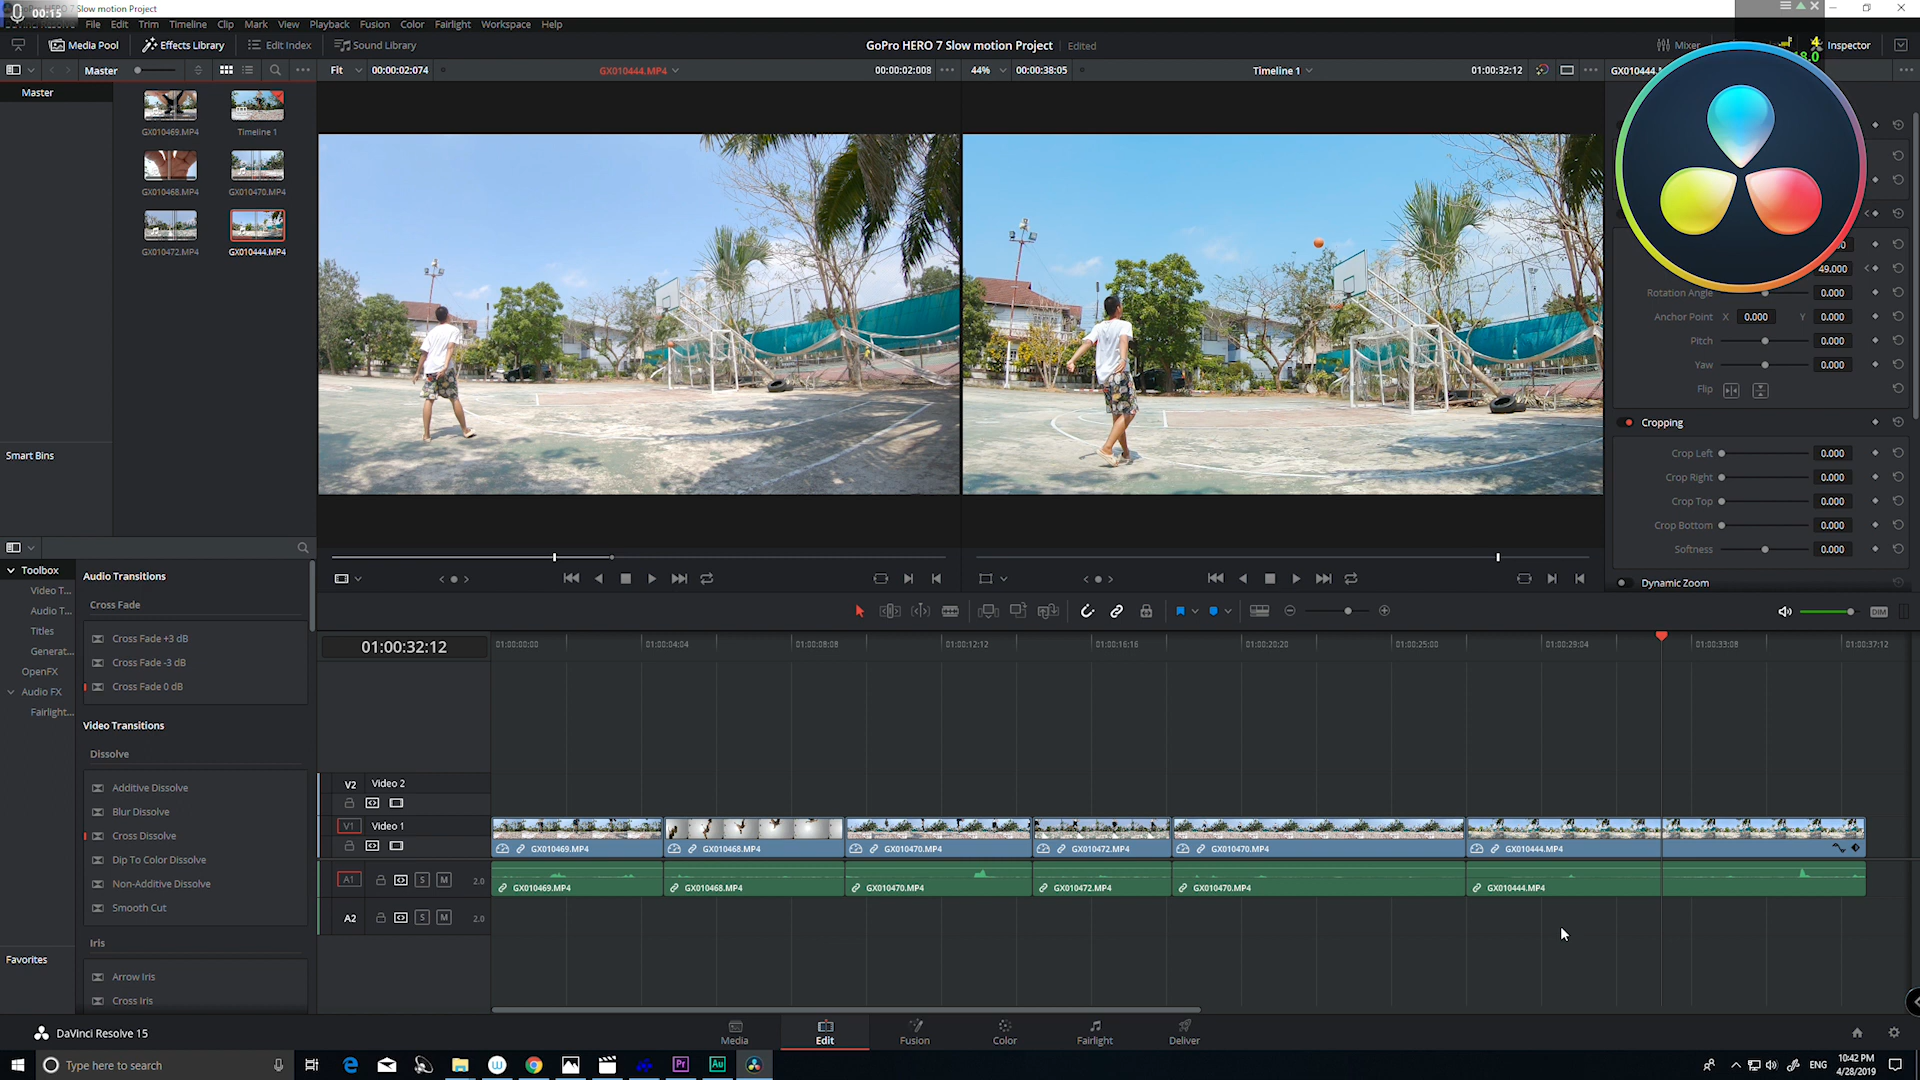 00:15
HERO 7 Slow motion Project
File Edit Trim Timeline Clip Mark View Playback Fusion Color Fairlight Workspace Help
Media Pool Effects Library Edit Index Sound Library
GoPro HERO 7 Slow motion Project Edited
Mixer Inspector
Master
Fit 00:00:02:074
GX010444.MP4
00:00:02:008
44% 00:00:38:05
Timeline 1
01:00:32:12
Master
GX010469.MP4 Timeline 1
GX010468.MP4 GX010470.MP4
GX010472.MP4 GX010444.MP4
Smart Bins
49.000
Rotation Angle 0.000
Anchor Point X 0.000 Y 0.000
Pitch 0.000
Yaw 0.000
Flip
Cropping
Crop Left 0.000
Crop Right 0.000
Crop Top 0.000
Crop Bottom 0.000
Softness 0.000
Dynamic Zoom
Toolbox
Video T...
Audio T...
Titles
Generat...
OpenFX
Audio FX
Fairlight...
Favorites
Audio Transitions
Cross Fade
Cross Fade +3 dB
Cross Fade -3 dB
Cross Fade 0 dB
Video Transitions
Dissolve
Additive Dissolve
Blur Dissolve
Cross Dissolve
Dip To Color Dissolve
Non-Additive Dissolve
Smooth Cut
Iris
Arrow Iris
Cross Iris
DIM
01:00:32:12
01:00:00:00 01:00:04:04 01:00:08:08 01:00:12:12 01:00:16:16 01:00:20:20 01:00:25:00 01:00:29:04 01:00:33:08 01:00:37:12
V2 Video 2
V1 Video 1
GX010469.MP4 GX010468.MP4 GX010470.MP4 GX010472.MP4 GX010470.MP4 GX010444.MP4
A1 S M 2.0
GX010469.MP4 GX010468.MP4 GX010470.MP4 GX010472.MP4 GX010470.MP4 GX010444.MP4
A2 S M 2.0
DaVinci Resolve 15
Media Edit Fusion Color Fairlight Deliver
Type here to search
Pr Au
ENG
10:42 PM
4/28/2019